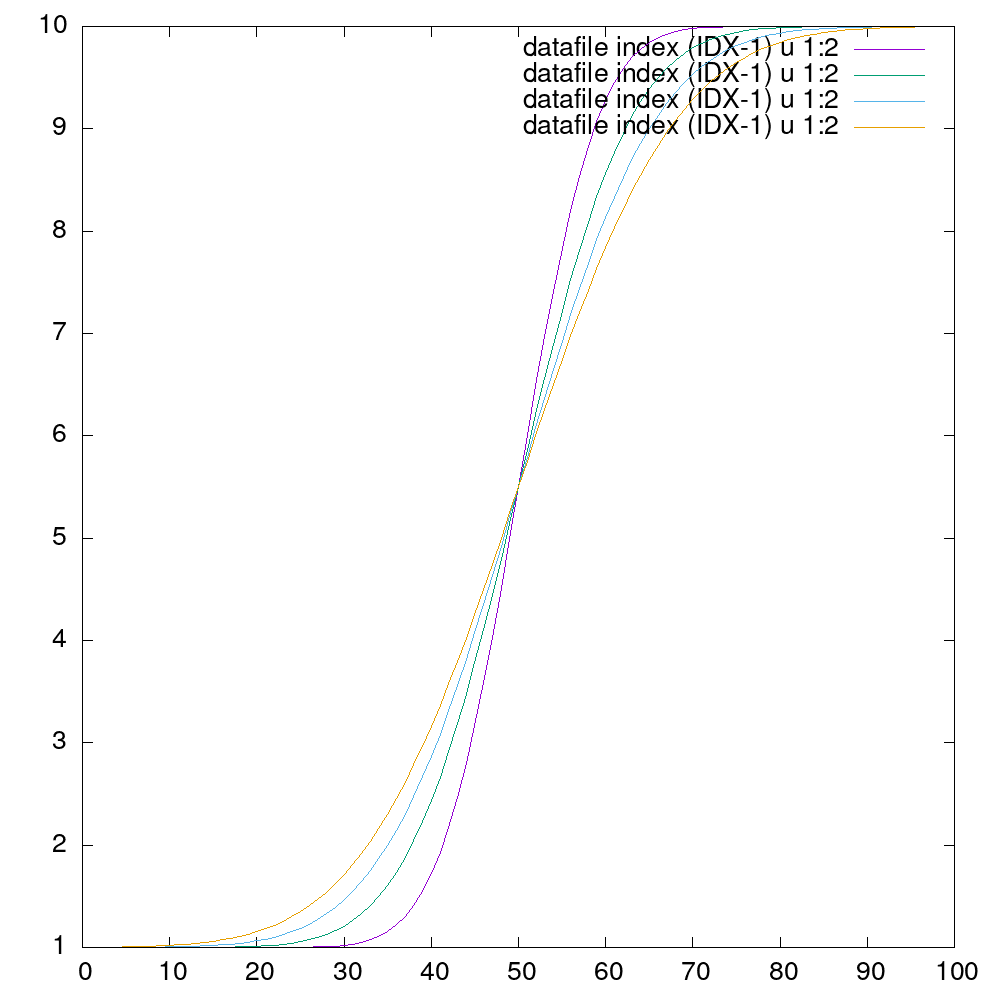 10
datafile index (IDX-1) u 1:2
datafile index (IDX-1) u 1:2
datafile index (IDX-1) u 1:2
datafile index (IDX-1) u 1:2
9
8
7
6
5
4
3
2
1
0 10 20 30 40 50 60 70 80 90 100